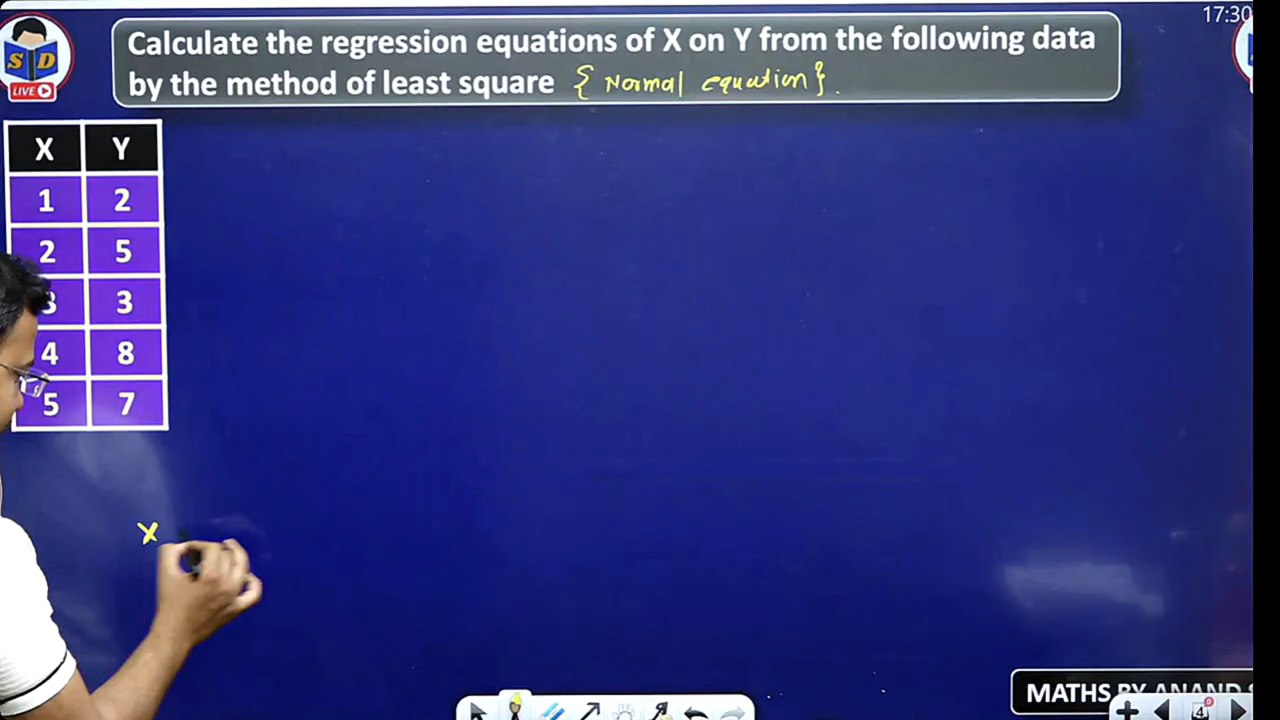 17:30
S D
LIVE
Calculate the regression equations of X on Y from the following data
by the method of least square { Normal equation}.
X Y
1 2
2 5
3 3
4 8
5 7
x
MATHS BY ANAND S
4